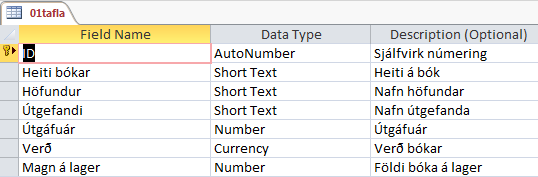 01tafla
Field Name Data Type Description (Optional)
ID AutoNumber Sjálfvirk númering
Heiti bókar Short Text Heiti á bók
Höfundur Short Text Nafn höfundar
Útgefandi Short Text Nafn útgefanda
Útgáfuár Number Útgáfuár
Verð Currency Verð bókar
Magn á lager Number Földi bóka á lager